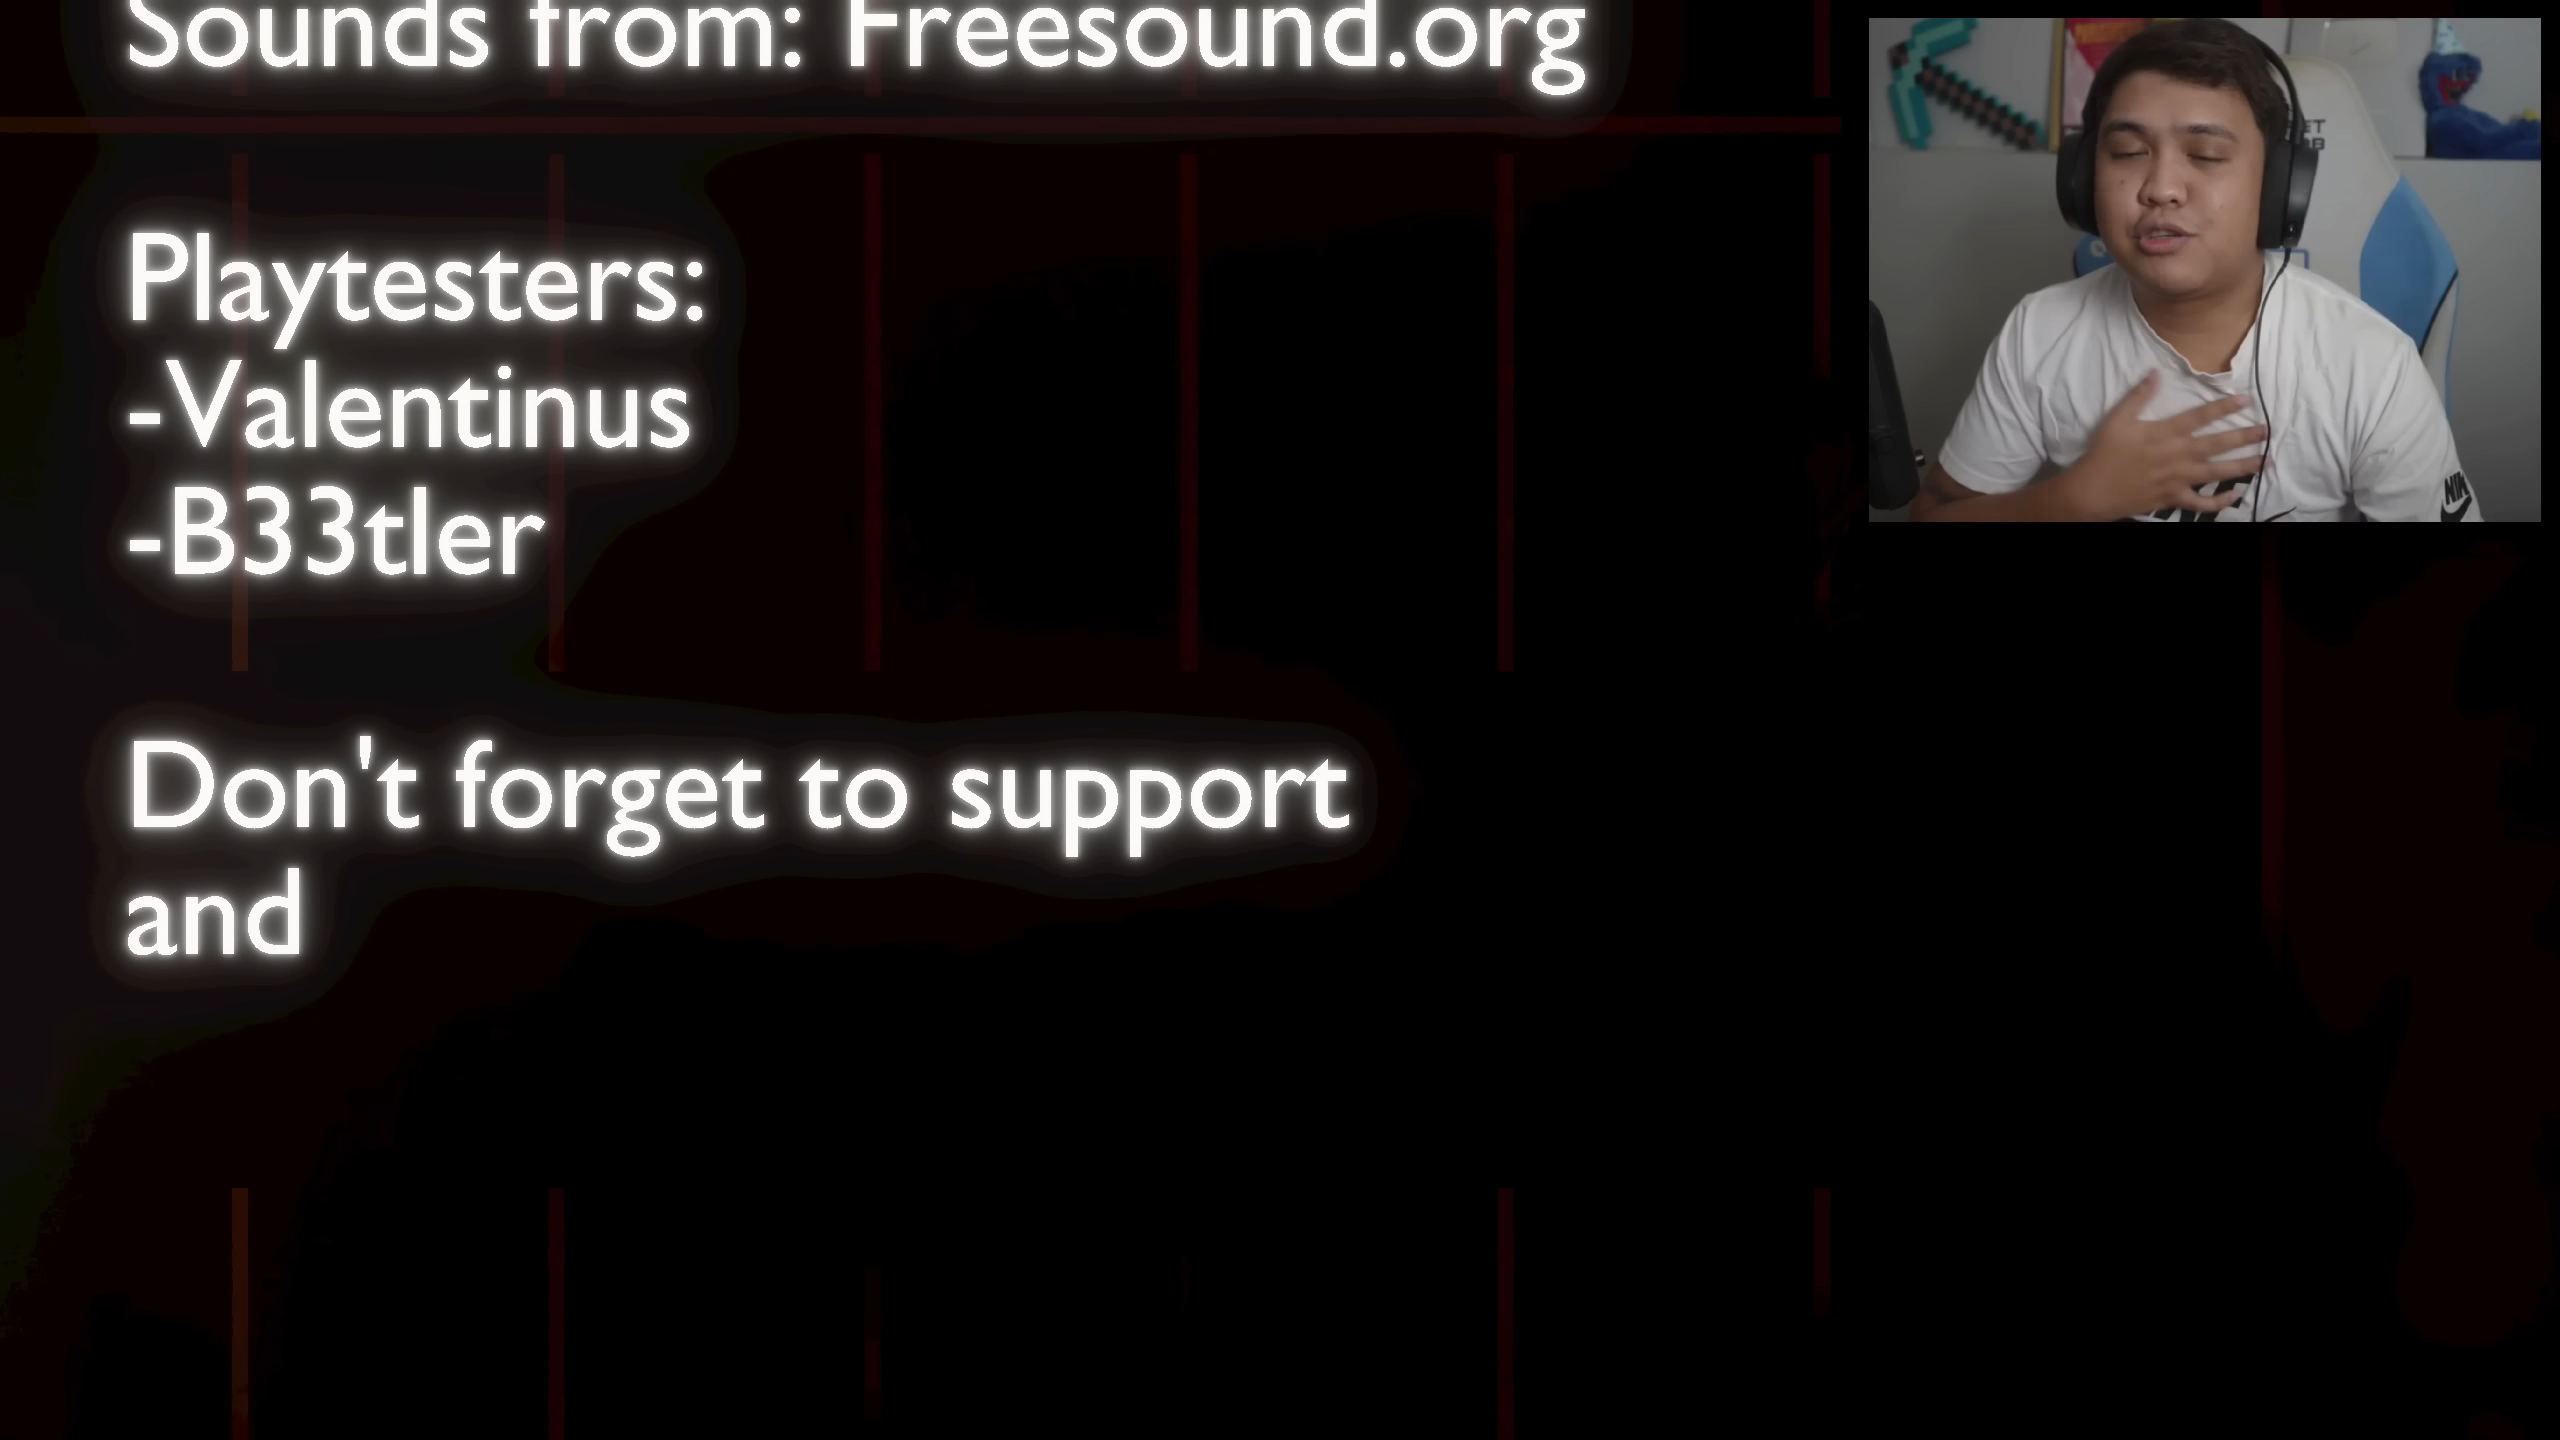 Sounds from: Freesound.org
Playtesters:
-Valentinus
-B33tler
Don't forget to support
and